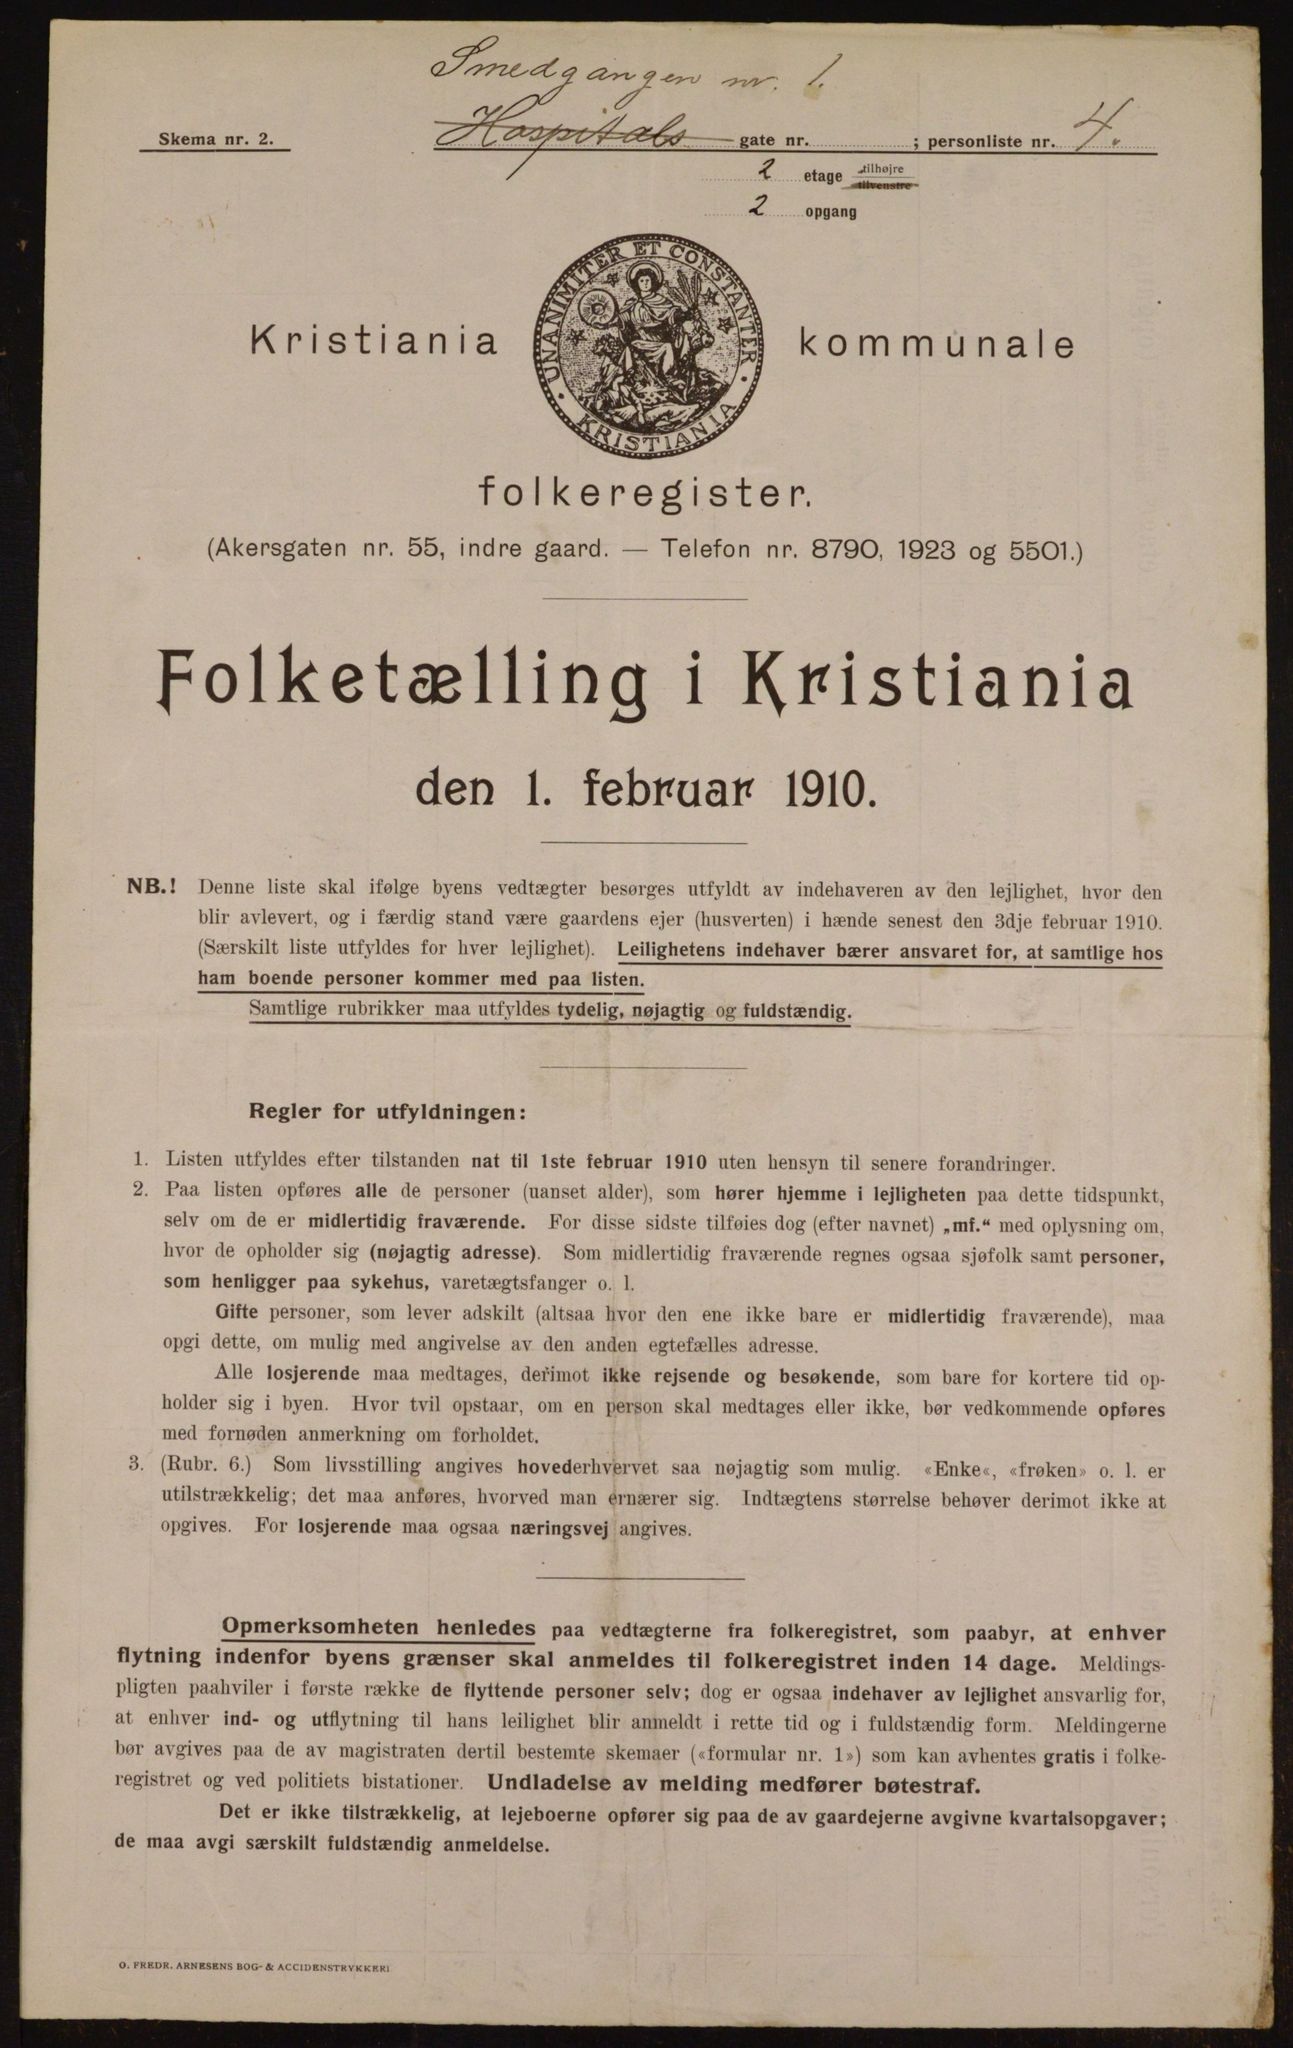 Smedgangen nr. 1.
Skema nr. 2. Hospitals gate nr. ; personliste nr. 4.
2 etage tilhøjre
tilvenstre
2 opgang
UNANIMITER ET CONSTANTER
KRISTIANIA
Kristiania kommunale
folkeregister.
(Akersgaten nr. 55, indre gaard. — Telefon nr. 8790, 1923 og 5501.)
Folketælling i Kristiania
den 1. februar 1910.
NB.! Denne liste skal ifølge byens vedtægter besørges utfyldt av indehaveren av den lejlighet, hvor den
blir avlevert, og i færdig stand være gaardens ejer (husverten) i hænde senest den 3dje februar 1910.
(Særskilt liste utfyldes for hver lejlighet). Leilighetens indehaver bærer ansvaret for, at samtlige hos
ham boende personer kommer med paa listen.
Samtlige rubrikker maa utfyldes tydelig, nøjagtig og fuldstændig.
Regler for utfyldningen:
1. Listen utfyldes efter tilstanden nat til 1ste februar 1910 uten hensyn til senere forandringer.
2. Paa listen opføres alle de personer (uanset alder), som hører hjemme i lejligheten paa dette tidspunkt,
selv om de er midlertidig fraværende. For disse sidste tilføies dog (efter navnet) „mf.“ med oplysning om,
hvor de opholder sig (nøjagtig adresse). Som midlertidig fraværende regnes ogsaa sjøfolk samt personer,
som henligger paa sykehus, varetægtsfanger o. l.
Gifte personer, som lever adskilt (altsaa hvor den ene ikke bare er midlertidig fraværende), maa
opgi dette, om mulig med angivelse av den anden egtefælles adresse.
Alle losjerende maa medtages, derimot ikke rejsende og besøkende, som bare for kortere tid op-
holder sig i byen. Hvor tvil opstaar, om en person skal medtages eller ikke, bør vedkommende opføres
med fornøden anmerkning om forholdet.
3. (Rubr. 6.) Som livsstilling angives hovederhvervet saa nøjagtig som mulig. «Enke«, «frøken» o. l. er
utilstrækkelig; det maa anføres, hvorved man ernærer sig. Indtægtens størrelse behøver derimot ikke at
opgives. For losjerende maa ogsaa næringsvej angives.
Opmerksomheten henledes paa vedtægterne fra folkeregistret, som paabyr, at enhver
flytning indenfor byens grænser skal anmeldes til folkeregistret inden 14 dage. Meldings-
pligten paahviler i første række de flyttende personer selv; dog er ogsaa indehaver av lejlighet ansvarlig for,
at enhver ind- og utflytning til hans leilighet blir anmeldt i rette tid og i fuldstændig form. Meldingerne
bør avgives paa de av magistraten dertil bestemte skemaer («formular nr. 1») som kan avhentes gratis i folke-
registret og ved politiets bistationer. Undladelse av melding medfører bøtestraf.
Det er ikke tilstrækkelig, at lejeboerne opfører sig paa de av gaardejerne avgivne kvartalsopgaver;
de maa avgi særskilt fuldstændig anmeldelse.
O. FREDR. ARNESENS BOG- & ACCIDENSTRYKKERI